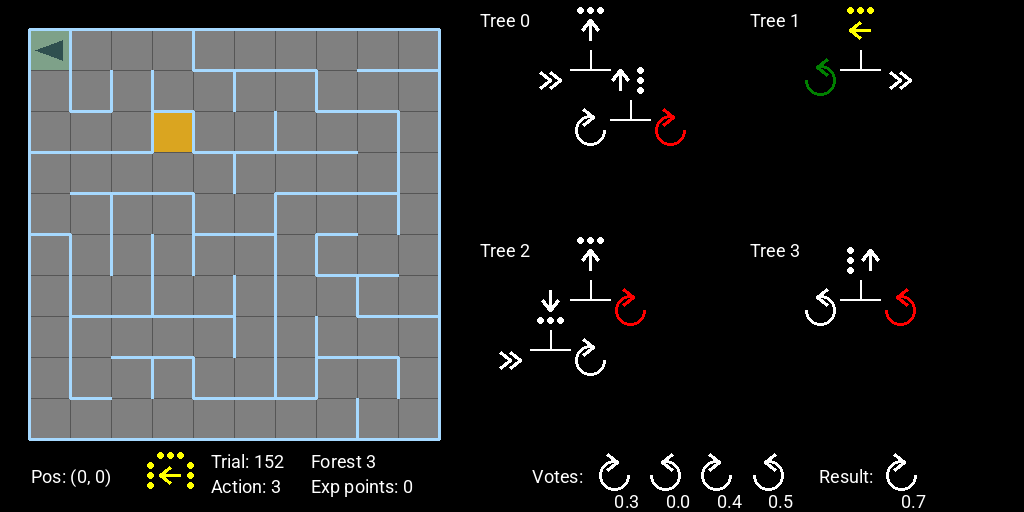 Tree 0
Tree 1
Tree 2
Tree 3
Pos: (0, 0)
Trial: 152
Forest 3
Action: 3
Exp points: 0
Votes:
0.3
0.0
0.4
0.5
Result:
0.7